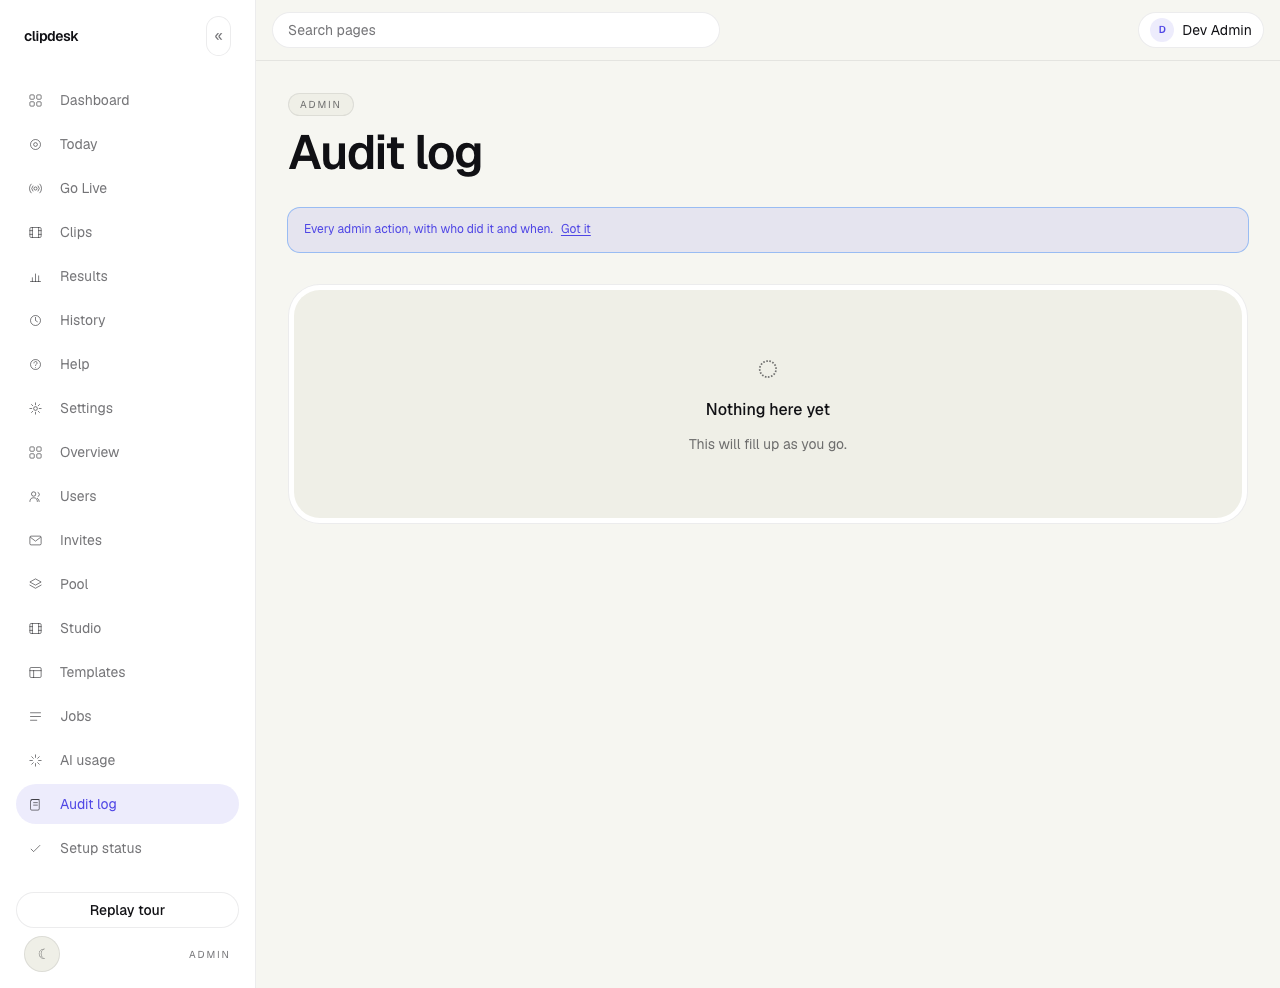 clipdesk
«
Dashboard
Today
Go Live
Clips
Results
History
Help
Settings
Overview
Users
Invites
Pool
Studio
Templates
Jobs
AI usage
Audit log
Setup status
Replay tour
ADMIN
Search pages
D Dev Admin
ADMIN
Audit log
Every admin action, with who did it and when. Got it
Nothing here yet
This will fill up as you go.